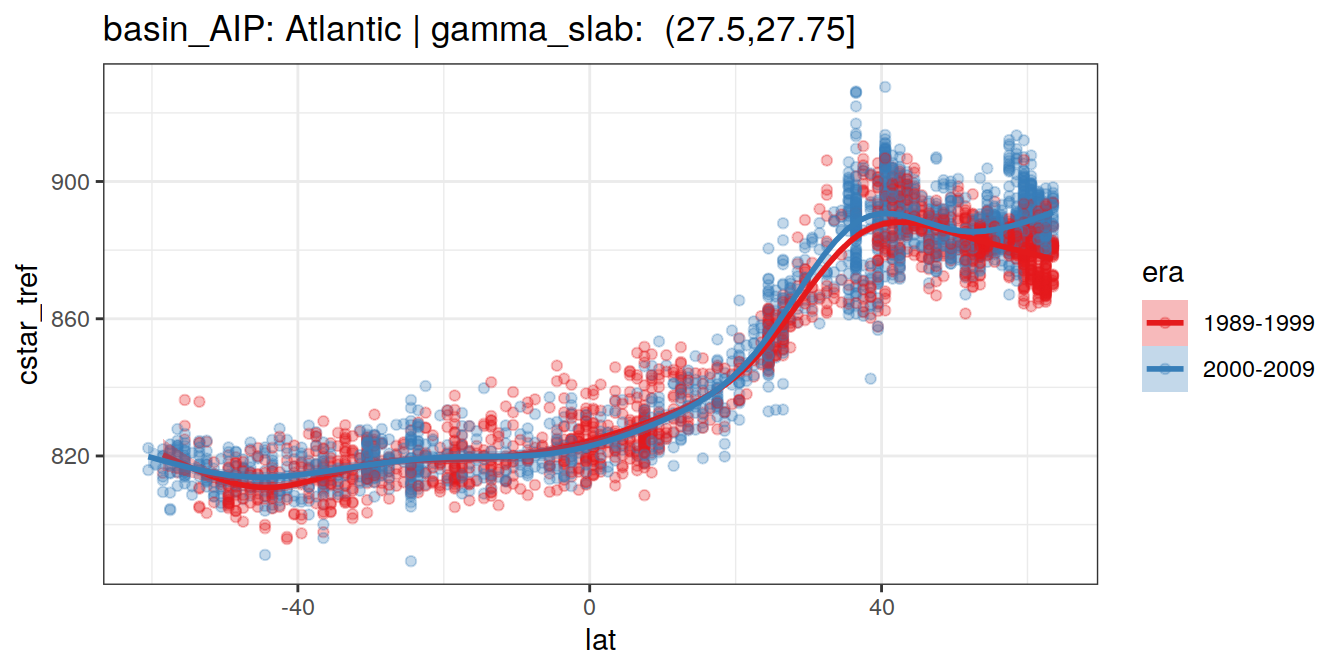 basin_AIP: Atlantic | gamma_slab:  (27.5,27.75]
900
860
820
cstar_tref
-40
0
40
lat
era
1989-1999
2000-2009